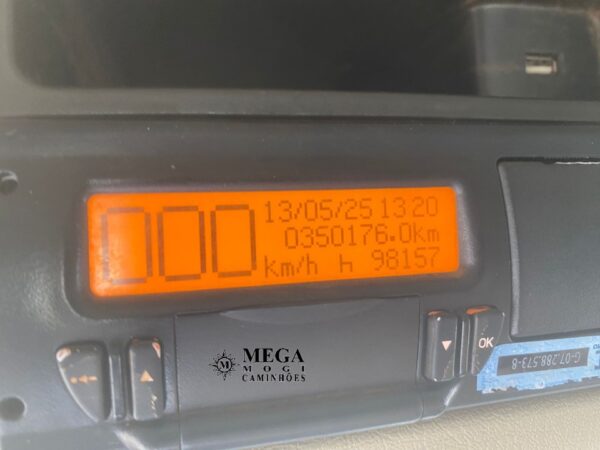 000
13/05/25 13 20
0350176.0km
km/h h 98157
OK
M
MEGA
MOGI
CAMINHÕES
G-07.288.573-8